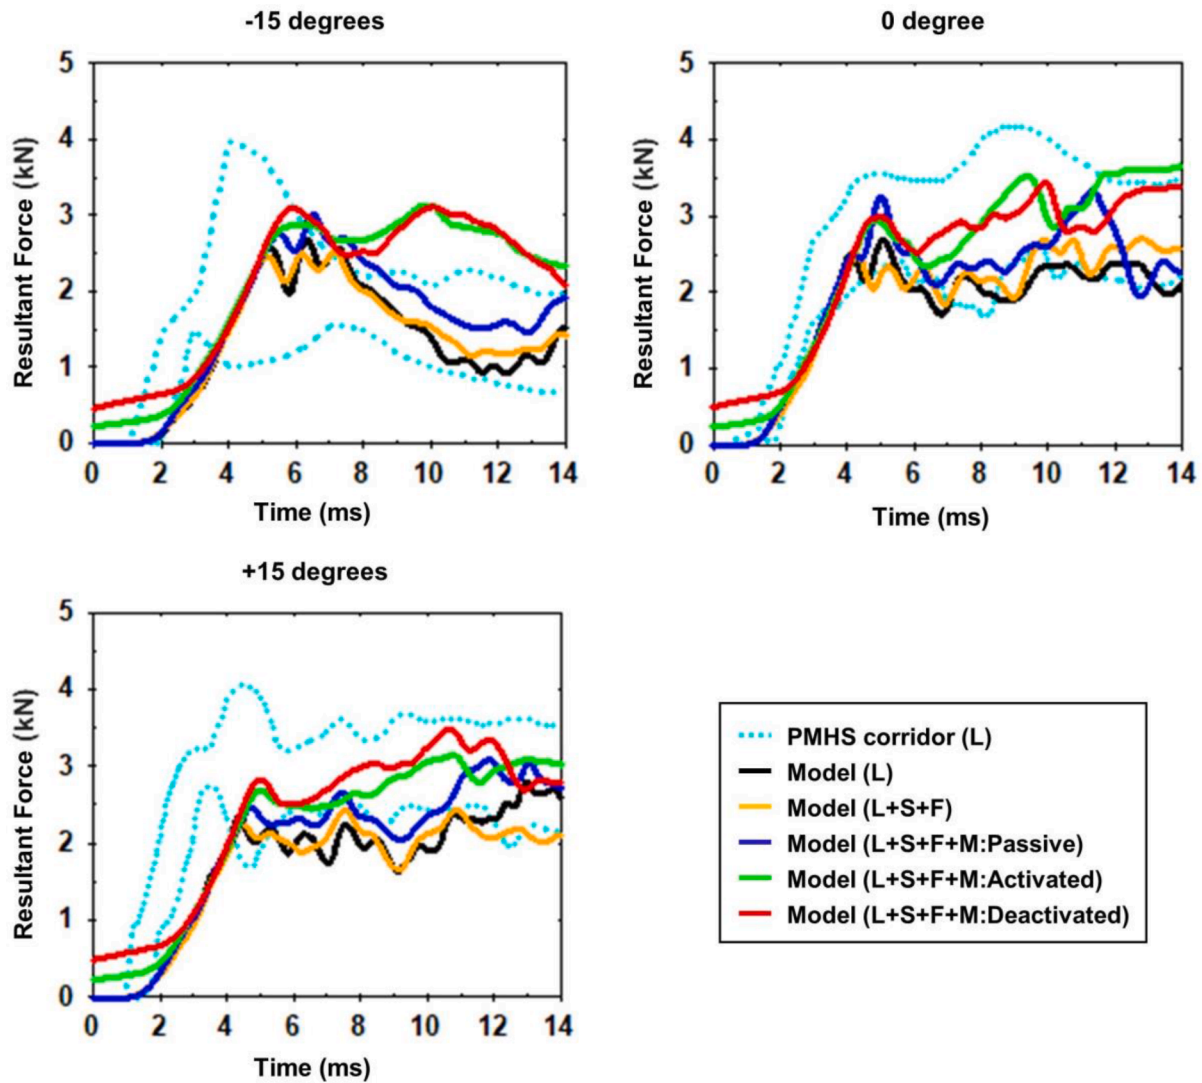 -15 degrees
5
4
3
2
1
0
Resultant Force (kN)
0 2 4 6 8 10 12 14
Time (ms)
0 degree
5
4
3
2
1
0
Resultant Force (kN)
0 2 4 6 8 10 12 14
Time (ms)
+15 degrees
5
4
3
2
1
0
Resultant Force (kN)
0 2 4 6 8 10 12 14
Time (ms)
PMHS corridor (L)
Model (L)
Model (L+S+F)
Model (L+S+F+M:Passive)
Model (L+S+F+M:Activated)
Model (L+S+F+M:Deactivated)